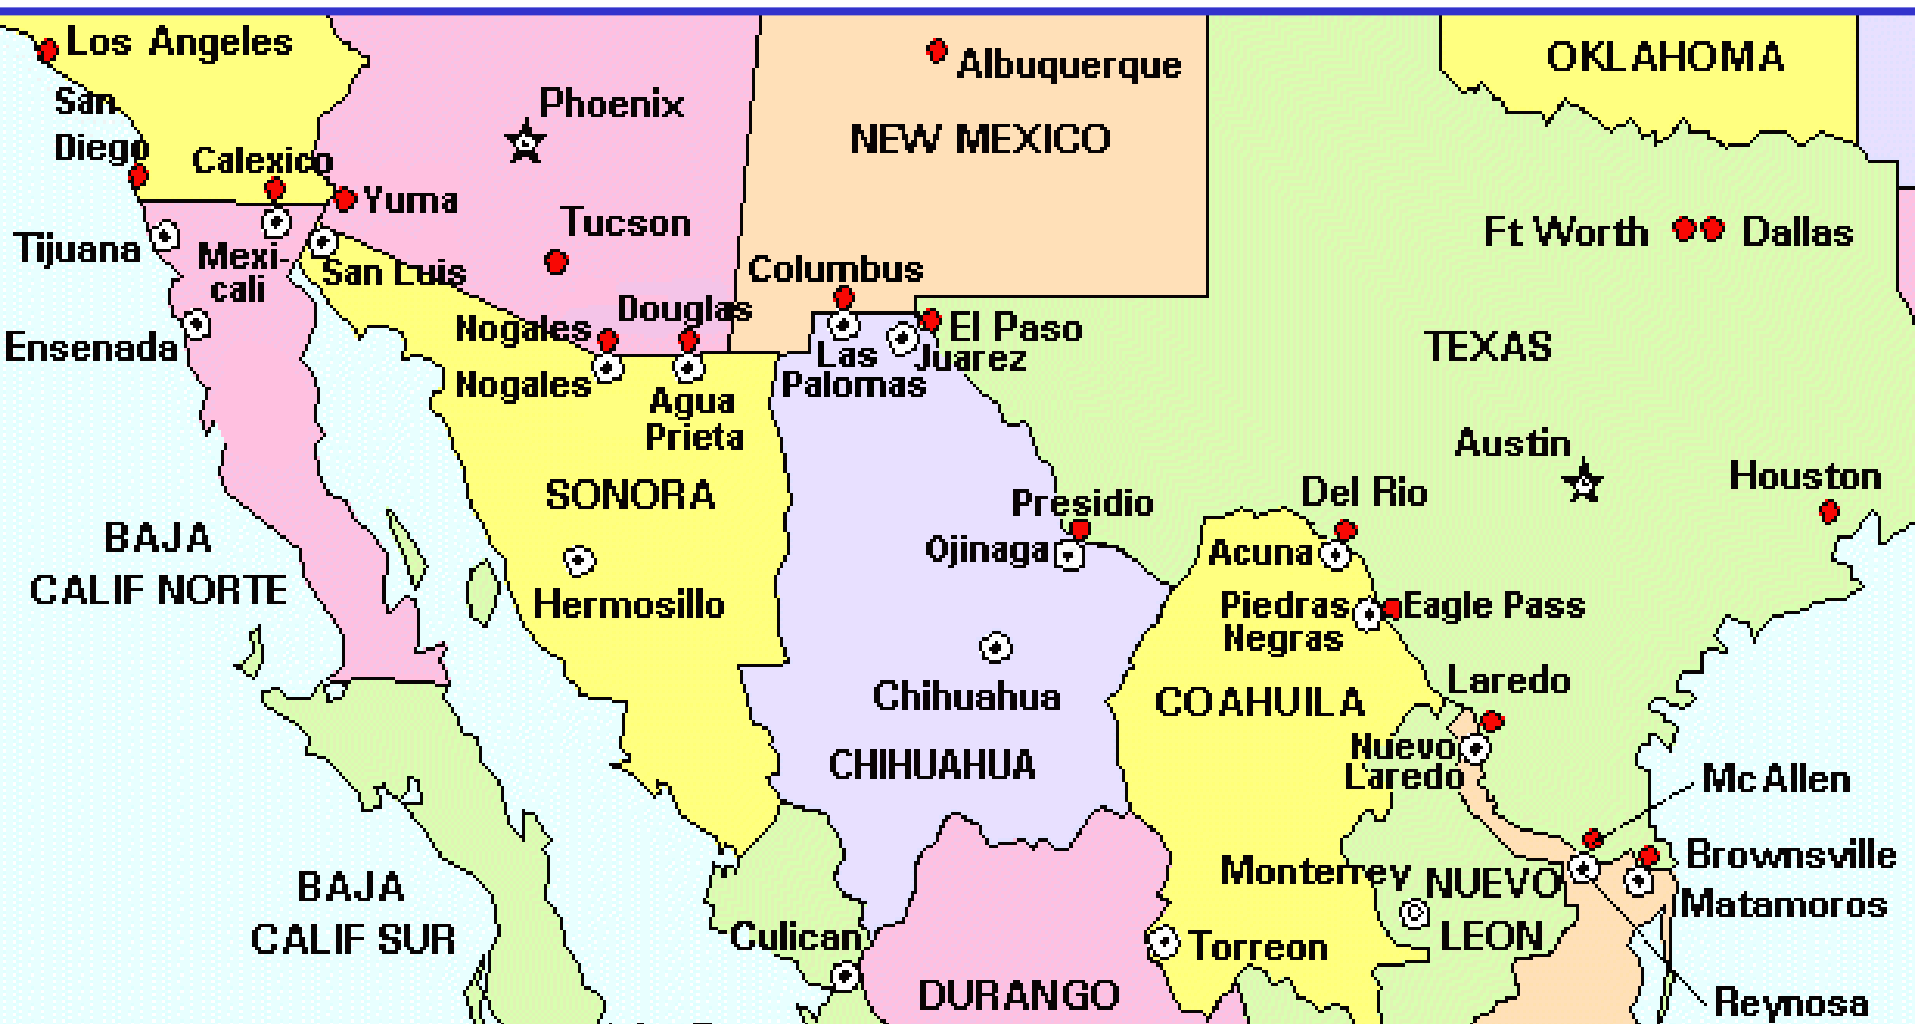 Los Angeles
Albuquerque
OKLAHOMA
San
Diego
Phoenix
NEW MEXICO
Calexico
Yuma
Tucson
Ft Worth
Dallas
Tijuana
Mexi-
cali
San Luis
Columbus
Douglas
Nogales
El Paso
Juarez
TEXAS
Ensenada
Las
Palomas
Nogales
Agua
Prieta
Austin
Houston
SONORA
Presidio
Del Rio
BAJA
CALIF NORTE
Ojinaga
Acuna
Hermosillo
Piedras
Negras
Eagle Pass
Chihuahua
COAHUILA
Laredo
CHIHUAHUA
Nuevo
Laredo
Mc Allen
Brownsville
BAJA
CALIF SUR
Monterrey
NUEVO
LEON
Matamoros
Culican
Torreon
DURANGO
Reynosa